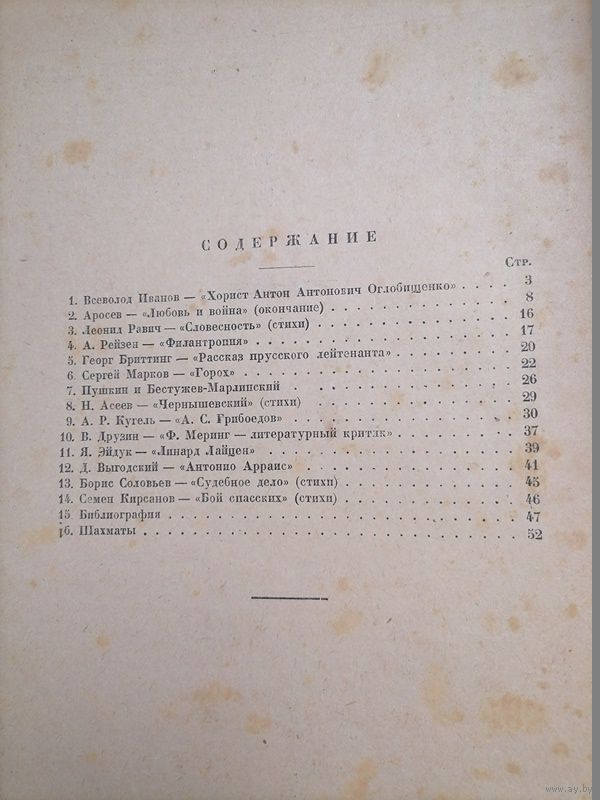 СОДЕРЖАНИЕ
Стр.
1. Всеволод Иванов — «Хорист Антон Антонович Оглобищенко» . . . . 3
2. Аросев — «Любовь и война» (окончание) . . . . . . . . . . . . 8
3. Леонид Равич — «Словесность» (стихи) . . . . . . . . . . . . 16
4. А. Рейзен — «Филантропия» . . . . . . . . . . . . . . . . 17
5. Георг Бриттинг — «Рассказ прусского лейтенанта» . . . . . . . . 20
6. Сергей Марков — «Горох» . . . . . . . . . . . . . . . . . 22
7. Пушкин и Бестужев-Марлинский . . . . . . . . . . . . . . 26
8. Н. Асеев — «Чернышевский» (стихи) . . . . . . . . . . . . . 29
9. А. Р. Кугель — «А. С. Грибоедов» . . . . . . . . . . . . . . 30
10. В. Друзин — «Ф. Меринг — литературный критик» . . . . . . . . 37
11. Я. Эйдук — «Линард Лайцен» . . . . . . . . . . . . . . . 39
12. Д. Выгодский — «Антонио Арраис» . . . . . . . . . . . . . 41
13. Борис Соловьев — «Судебное дело» (стихи) . . . . . . . . . . 45
14. Семен Кирсанов — «Бой спасских» (стихи) . . . . . . . . . . 46
15. Библиография . . . . . . . . . . . . . . . . . . . . . 47
16. Шахматы . . . . . . . . . . . . . . . . . . . . . . . 52
www.ay.by